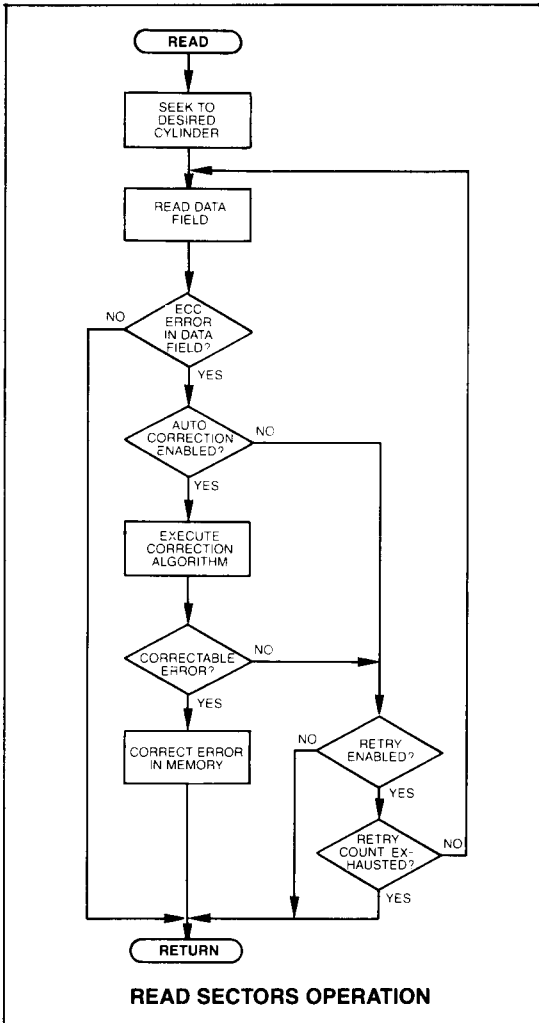 READ
SEEK TO
DESIRED
CYLINDER
READ DATA
FIELD
NO
ECC
ERROR
IN DATA
FIELD?
YES
AUTO
CORRECTION
ENABLED?
NO
YES
EXECUTE
CORRECTION
ALGORITHM
CORRECTABLE
ERROR?
NO
YES
CORRECT ERROR
IN MEMORY
NO
RETRY
ENABLED?
YES
RETRY
COUNT EX-
HAUSTED?
NO
YES
RETURN
READ SECTORS OPERATION